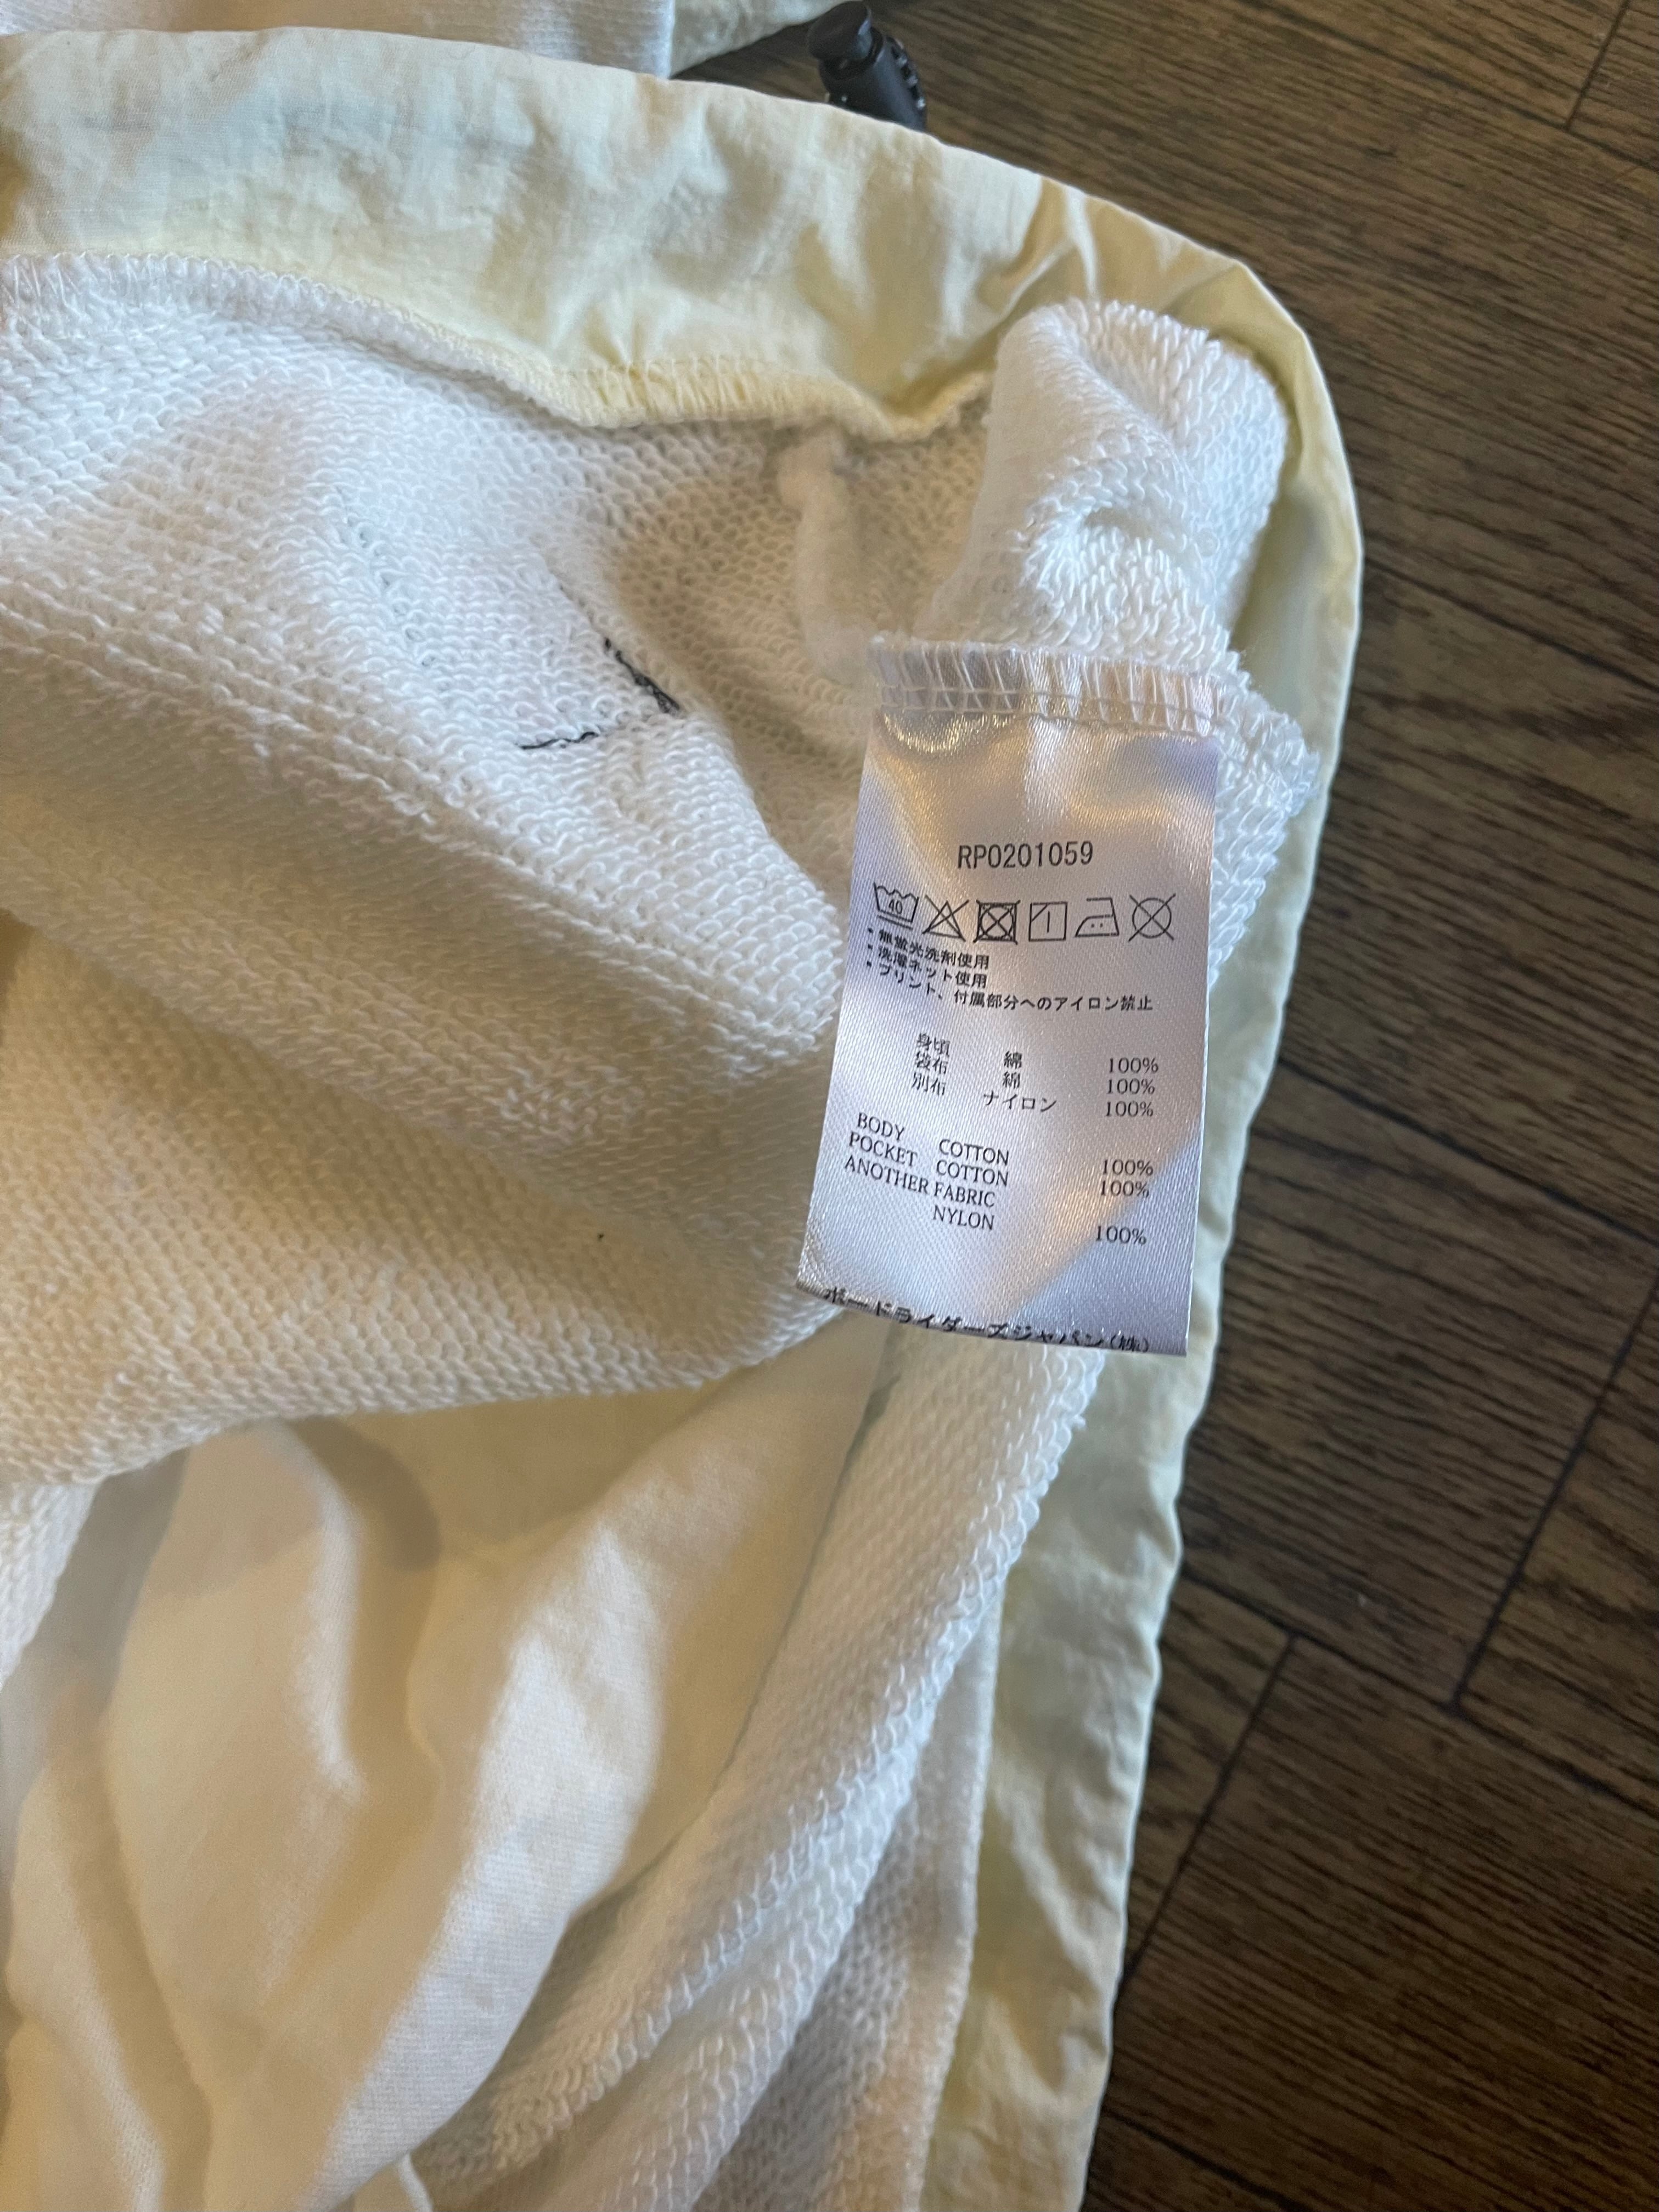 RPO201059
40
・無蛍光洗剤使用
・洗濯ネット使用
・プリント、付属部分へのアイロン禁止
身頃 綿 100%
袋布 綿 100%
別布 ナイロン 100%
BODY COTTON 100%
POCKET COTTON 100%
ANOTHER FABRIC
NYLON 100%
ボードライダーズジャパン(株)